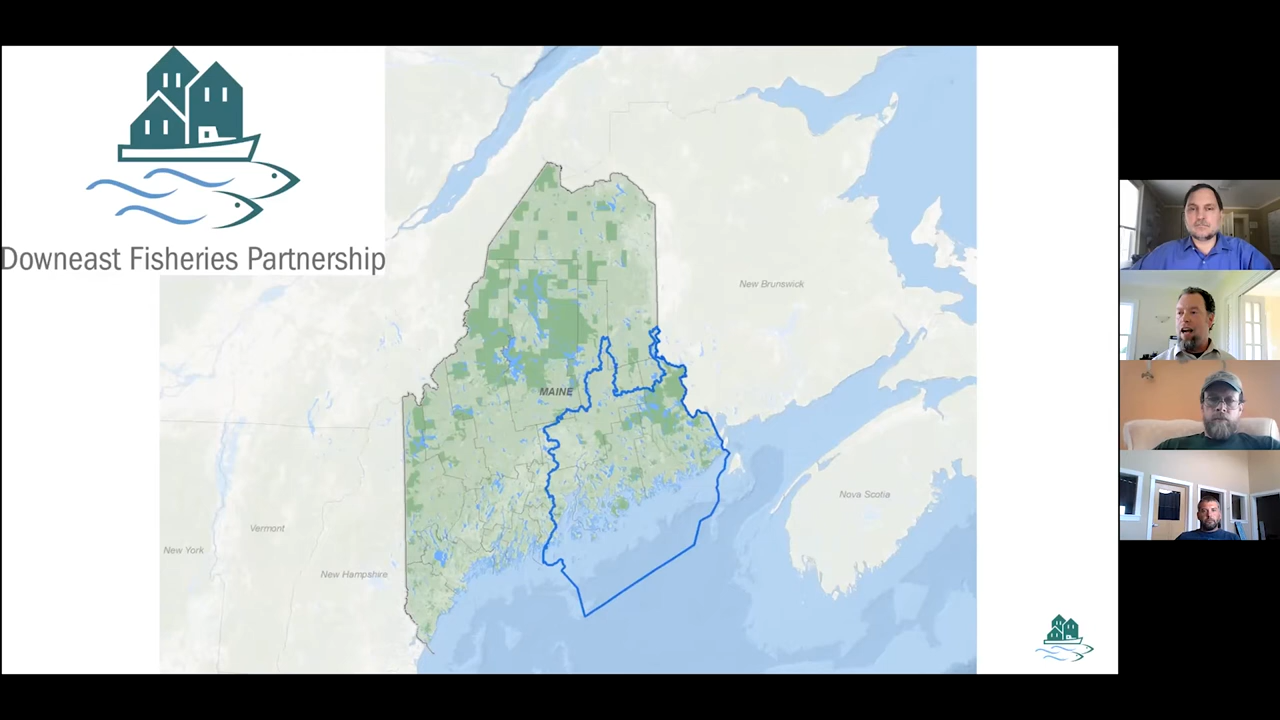 Downeast Fisheries Partnership
New Brunswick
MAINE
Nova Scotia
Vermont
New York
New Hampshire